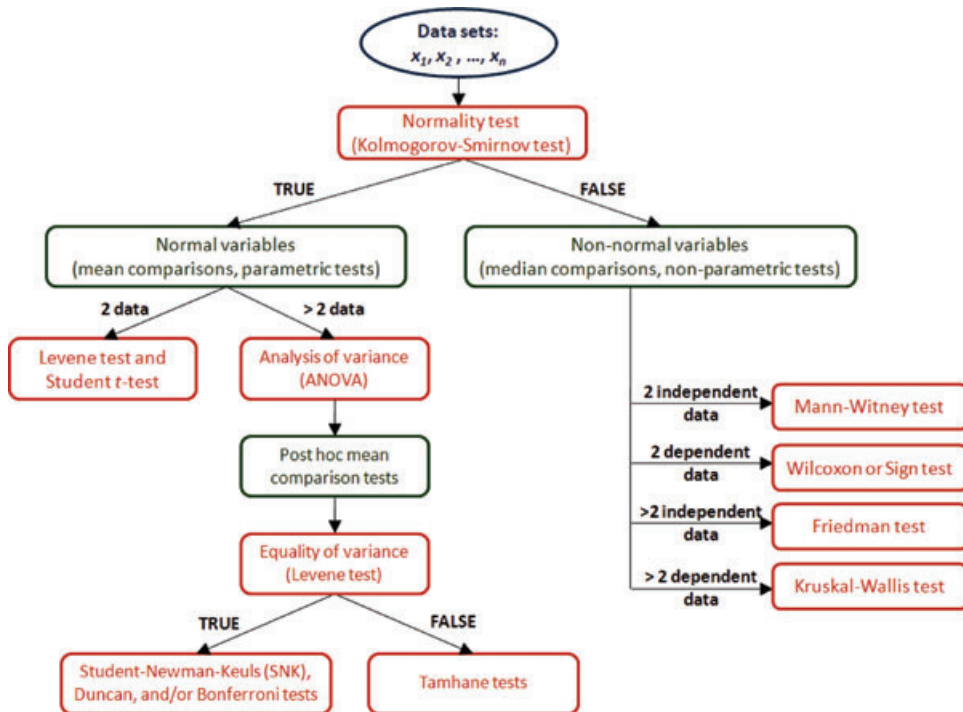 Data sets:
x1, x2 , ..., xn
Normality test
(Kolmogorov-Smirnov test)
TRUE
FALSE
Normal variables
(mean comparisons, parametric tests)
Non-normal variables
(median comparisons, non-parametric tests)
2 data
> 2 data
Levene test and
Student t-test
Analysis of variance
(ANOVA)
Post hoc mean
comparison tests
Equality of variance
(Levene test)
TRUE
FALSE
Student-Newman-Keuls (SNK),
Duncan, and/or Bonferroni tests
Tamhane tests
2 independent
data
Mann-Witney test
2 dependent
data
Wilcoxon or Sign test
>2 independent
data
Friedman test
> 2 dependent
data
Kruskal-Wallis test